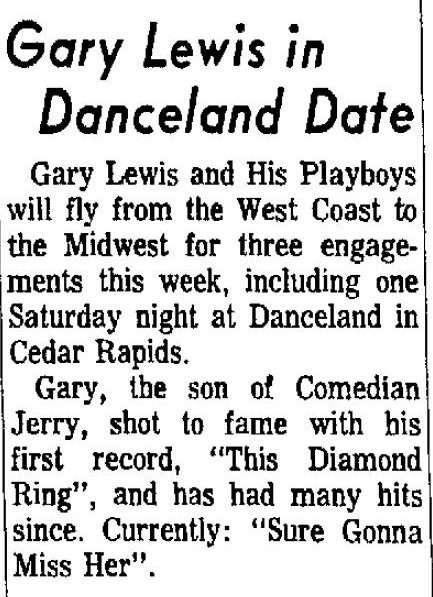 Gary Lewis in
Danceland Date
Gary Lewis and His Playboys
will fly from the West Coast to
the Midwest for three engage-
ments this week, including one
Saturday night at Danceland in
Cedar Rapids.
Gary, the son of Comedian
Jerry, shot to fame with his
first record, "This Diamond
Ring", and has had many hits
since. Currently: "Sure Gonna
Miss Her".